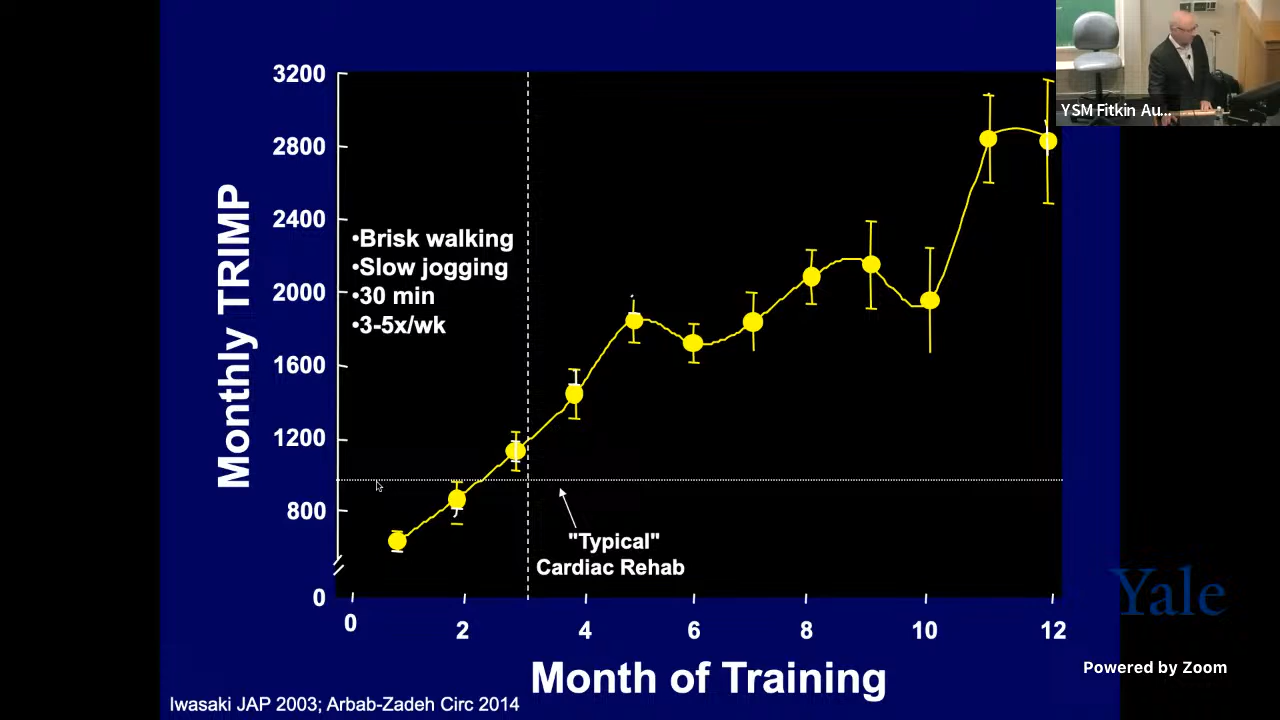 3200
2800
2400
2000
1600
1200
800
0
Monthly TRIMP
•Brisk walking
•Slow jogging
•30 min
•3-5x/wk
"Typical"
Cardiac Rehab
0 2 4 6 8 10 12
Month of Training
Iwasaki JAP 2003; Arbab-Zadeh Circ 2014
YSM Fitkin Au...
Yale
Powered by Zoom